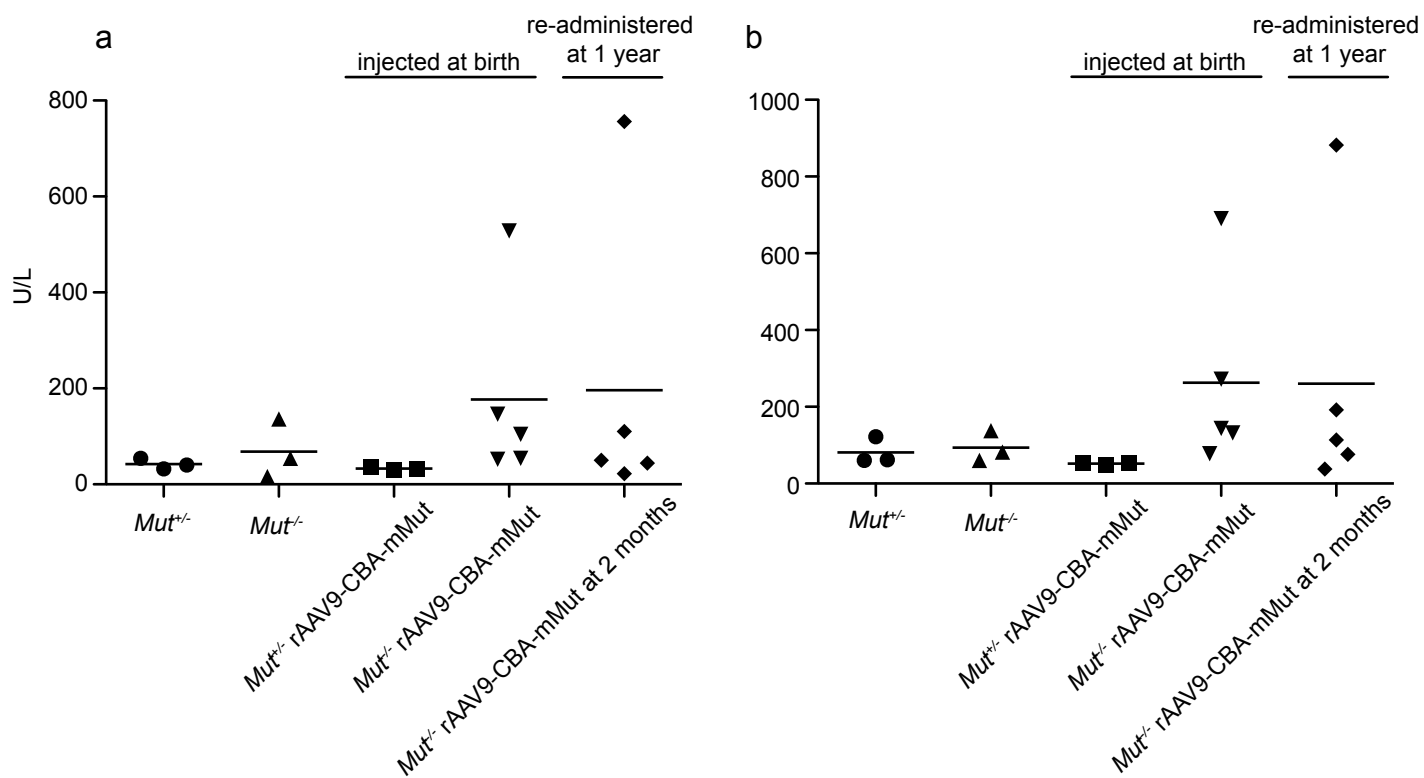 a
injected at birth
re-administered
at 1 year
U/L
800
600
400
200
0
Mut+/-
Mut-/-
Mut+/- rAAV9-CBA-mMut
Mut-/- rAAV9-CBA-mMut
Mut-/- rAAV9-CBA-mMut at 2 months
b
injected at birth
re-administered
at 1 year
1000
800
600
400
200
0
Mut+/-
Mut-/-
Mut+/- rAAV9-CBA-mMut
Mut-/- rAAV9-CBA-mMut
Mut-/- rAAV9-CBA-mMut at 2 months